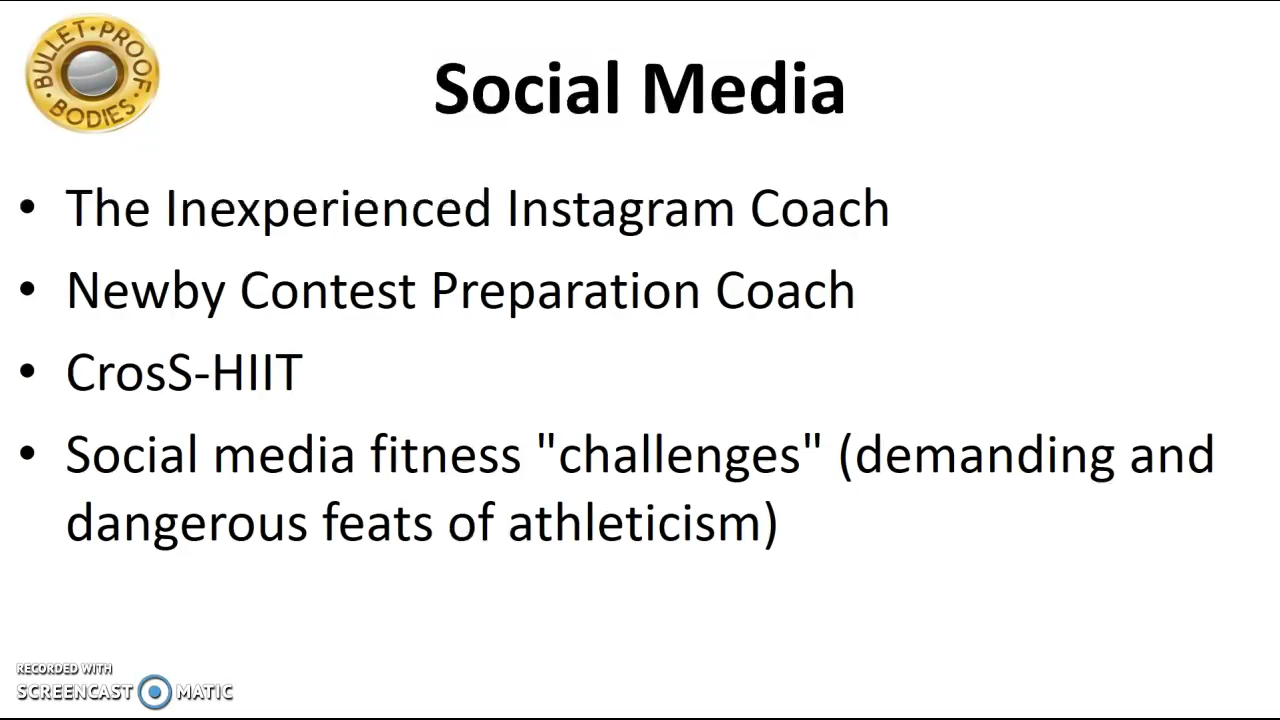 BULLET·PROOF·
BODIES·
Social Media
• The Inexperienced Instagram Coach
• Newby Contest Preparation Coach
• CrosS-HIIT
• Social media fitness "challenges" (demanding and
dangerous feats of athleticism)
RECORDED WITH
SCREENCAST MATIC